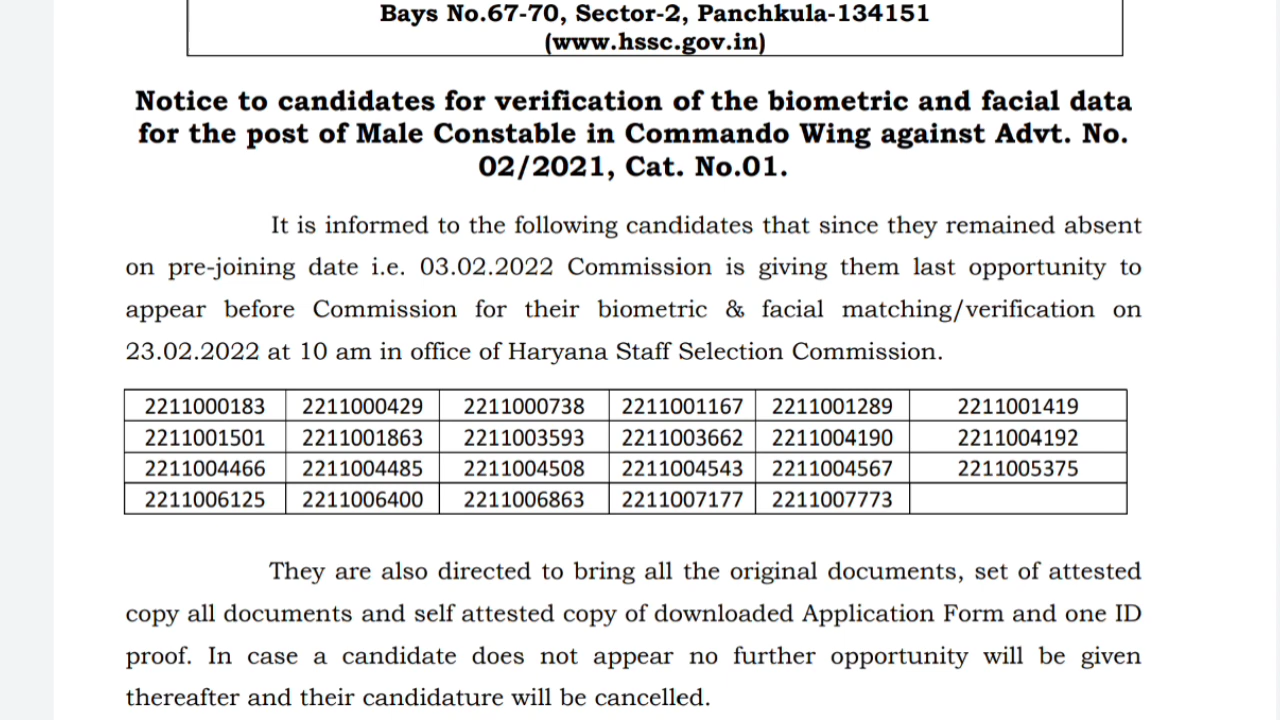 Bays No.67-70, Sector-2, Panchkula-134151
(www.hssc.gov.in)
Notice to candidates for verification of the biometric and facial data
for the post of Male Constable in Commando Wing against Advt. No.
02/2021, Cat. No.01.
It is informed to the following candidates that since they remained absent
on pre-joining date i.e. 03.02.2022 Commission is giving them last opportunity to
appear before Commission for their biometric & facial matching/verification on
23.02.2022 at 10 am in office of Haryana Staff Selection Commission.
2211000183 2211000429 2211000738 2211001167 2211001289 2211001419
2211001501 2211001863 2211003593 2211003662 2211004190 2211004192
2211004466 2211004485 2211004508 2211004543 2211004567 2211005375
2211006125 2211006400 2211006863 2211007177 2211007773
They are also directed to bring all the original documents, set of attested
copy all documents and self attested copy of downloaded Application Form and one ID
proof. In case a candidate does not appear no further opportunity will be given
thereafter and their candidature will be cancelled.